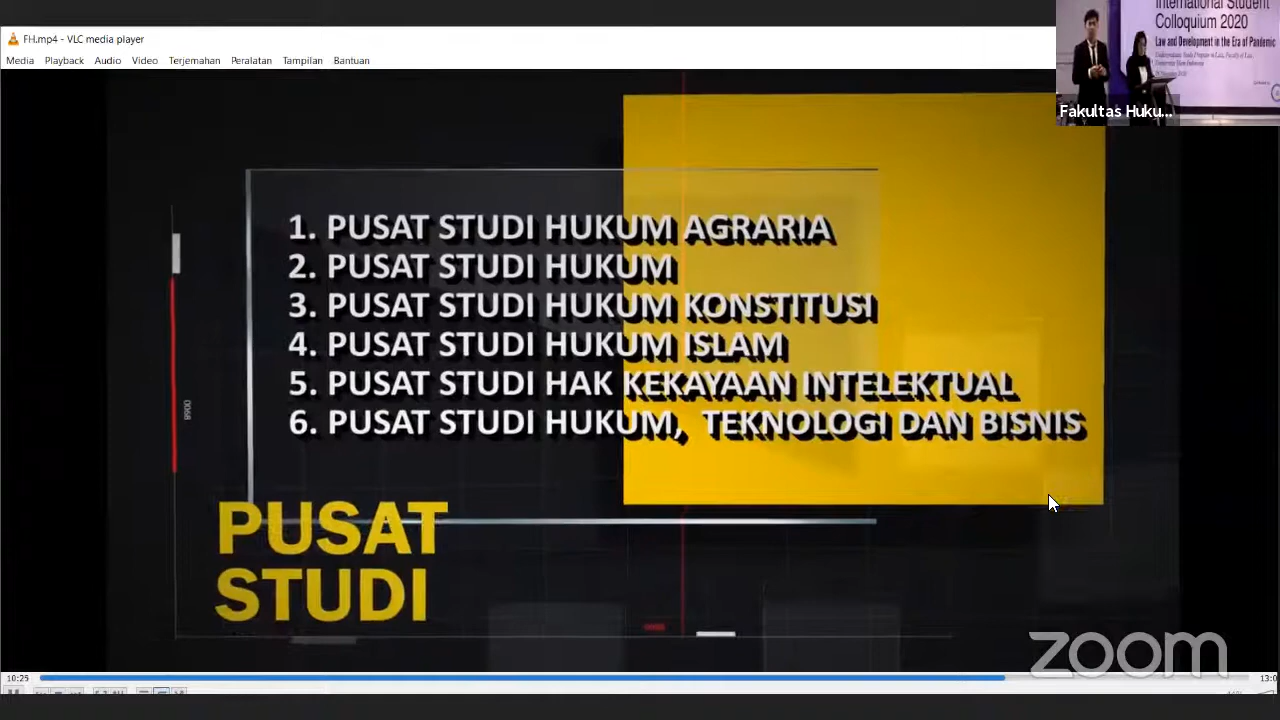 FH.mp4 - VLC media player
Media Playback Audio Video Terjemahan Peralatan Tampilan Bantuan
International Student
Colloquium 2020
Law and Development in the Era of Pandemic
Fakultas Huku...
1. PUSAT STUDI HUKUM AGRARIA
2. PUSAT STUDI HUKUM
3. PUSAT STUDI HUKUM KONSTITUSI
4. PUSAT STUDI HUKUM ISLAM
5. PUSAT STUDI HAK KEKAYAAN INTELEKTUAL
6. PUSAT STUDI HUKUM, TEKNOLOGI DAN BISNIS
PUSAT
STUDI
zoom
10:25